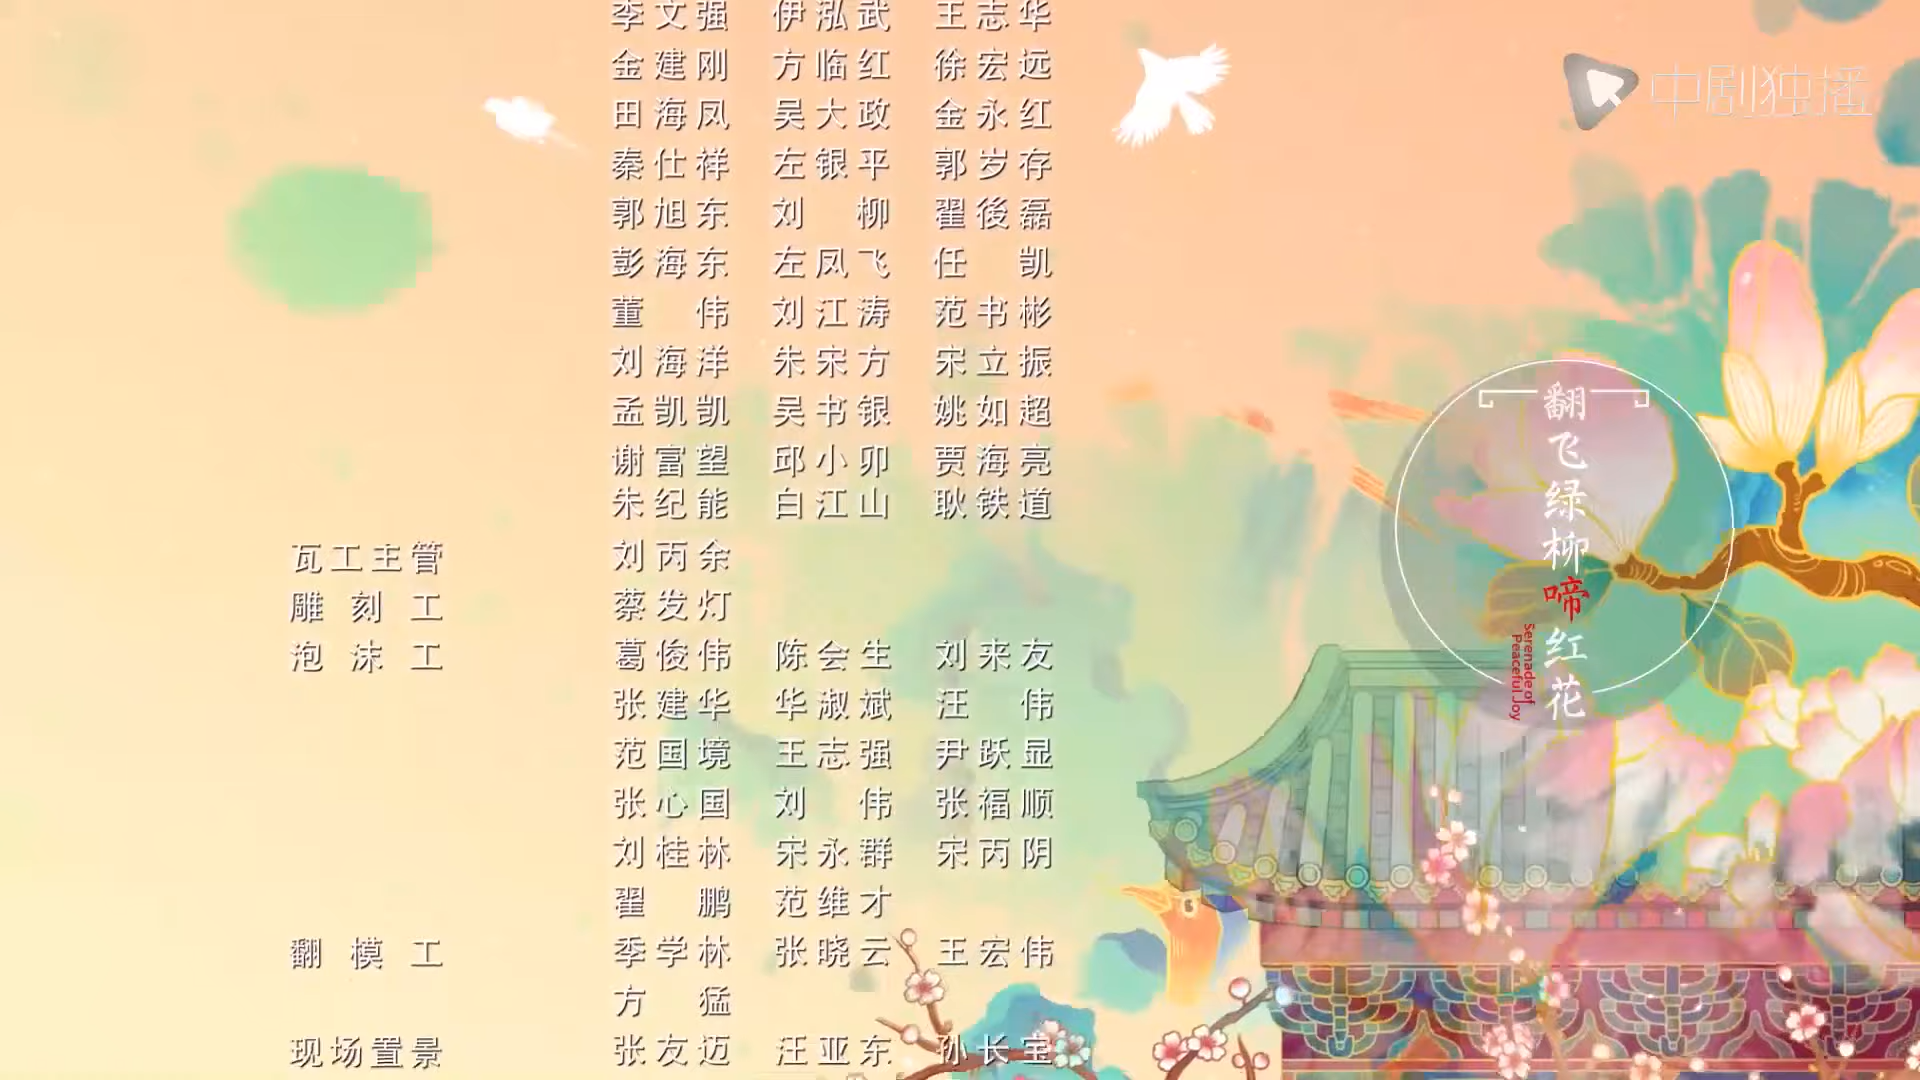 李文强 伊泓武 王志华
金建刚 方临红 徐宏远
田海凤 吴大政 金永红
秦仕祥 左银平 郭岁存
郭旭东 刘柳 翟後磊
彭海东 左凤飞 任凯
董伟 刘江涛 范书彬
刘海洋 朱宋方 宋立振
孟凯凯 吴书银 姚如超
谢富望 邱小卯 贾海亮
朱纪能 白江山 耿铁道
瓦工主管 刘丙余
雕刻工 蔡发灯
泡沫工 葛俊伟 陈会生 刘来友
张建华 华淑斌 汪伟
范国境 王志强 尹跃显
张心国 刘伟 张福顺
刘桂林 宋永群 宋丙阴
翟鹏 范维才
翻模工 季学林 张晓云 王宏伟
方猛
现场置景 张友迈 汪亚东 孙长宝
中剧独播
翻飞绿柳啼红花
Serenade of
Peaceful Joy